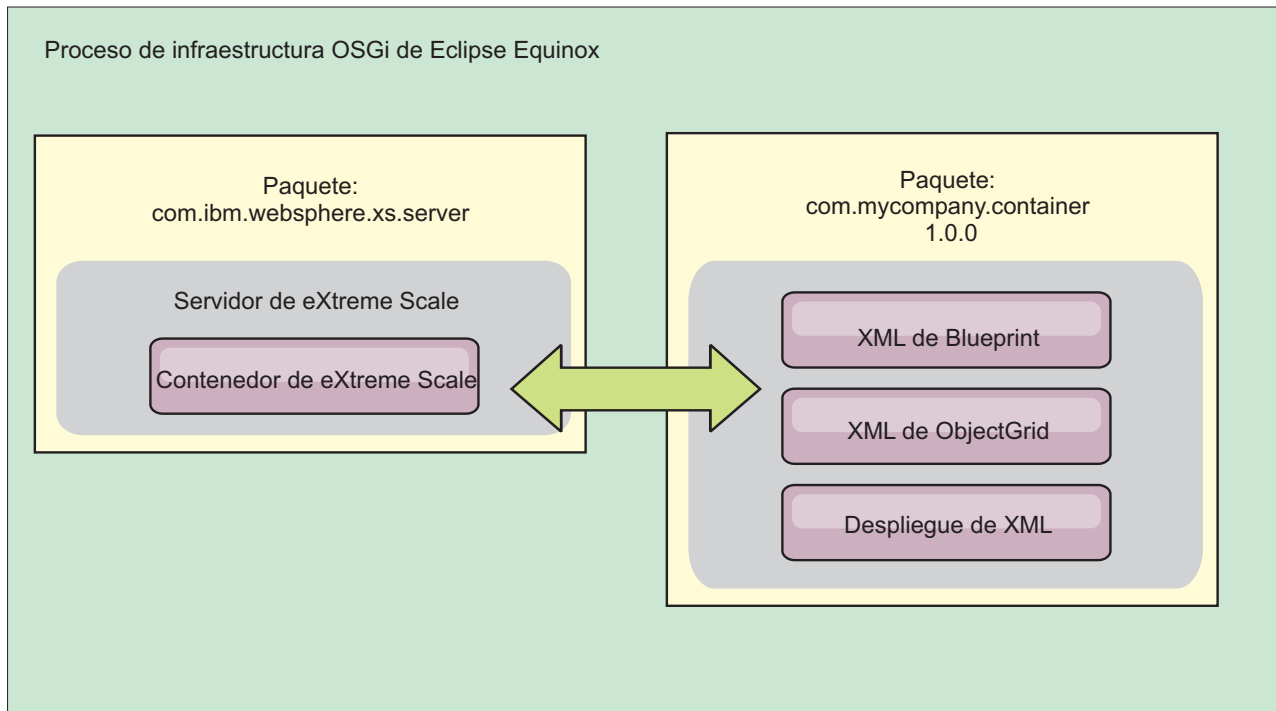 Proceso de infraestructura OSGi de Eclipse Equinox
Paquete:
com.ibm.websphere.xs.server
Servidor de eXtreme Scale
Contenedor de eXtreme Scale
Paquete:
com.mycompany.container
1.0.0
XML de Blueprint
XML de ObjectGrid
Despliegue de XML